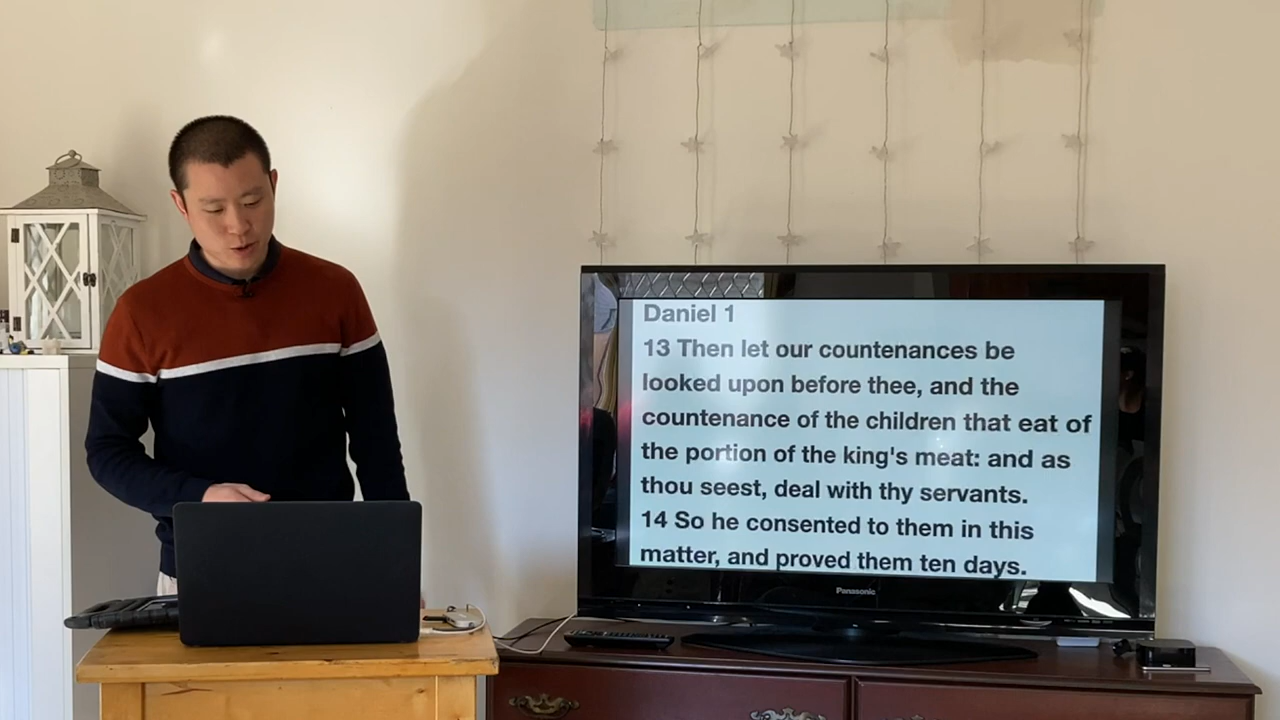 Daniel 1
13 Then let our countenances be
looked upon before thee, and the
countenance of the children that eat of
the portion of the king's meat: and as
thou seest, deal with thy servants.
14 So he consented to them in this
matter, and proved them ten days.
Panasonic